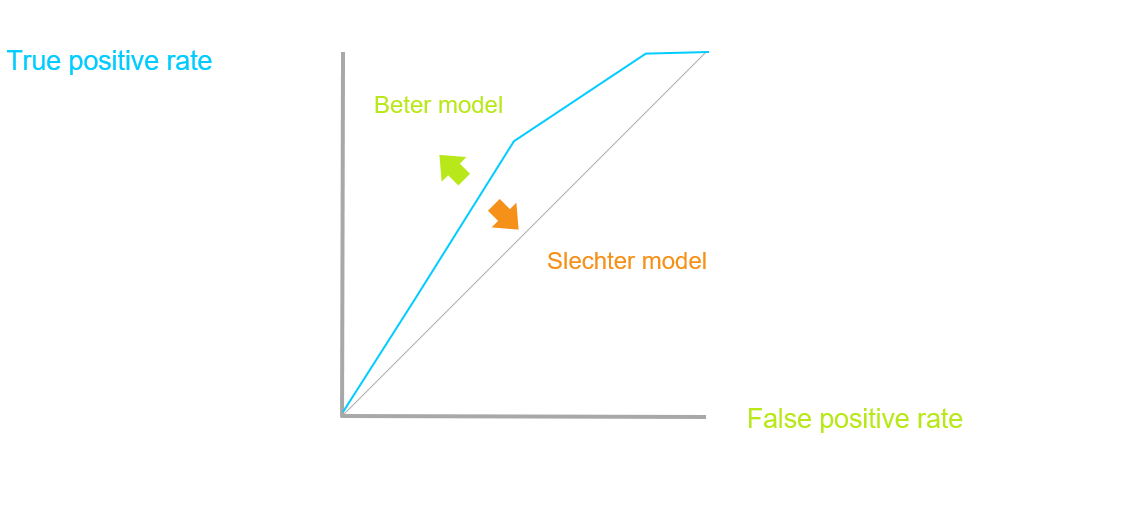 True positive rate
Beter model
Slechter model
False positive rate